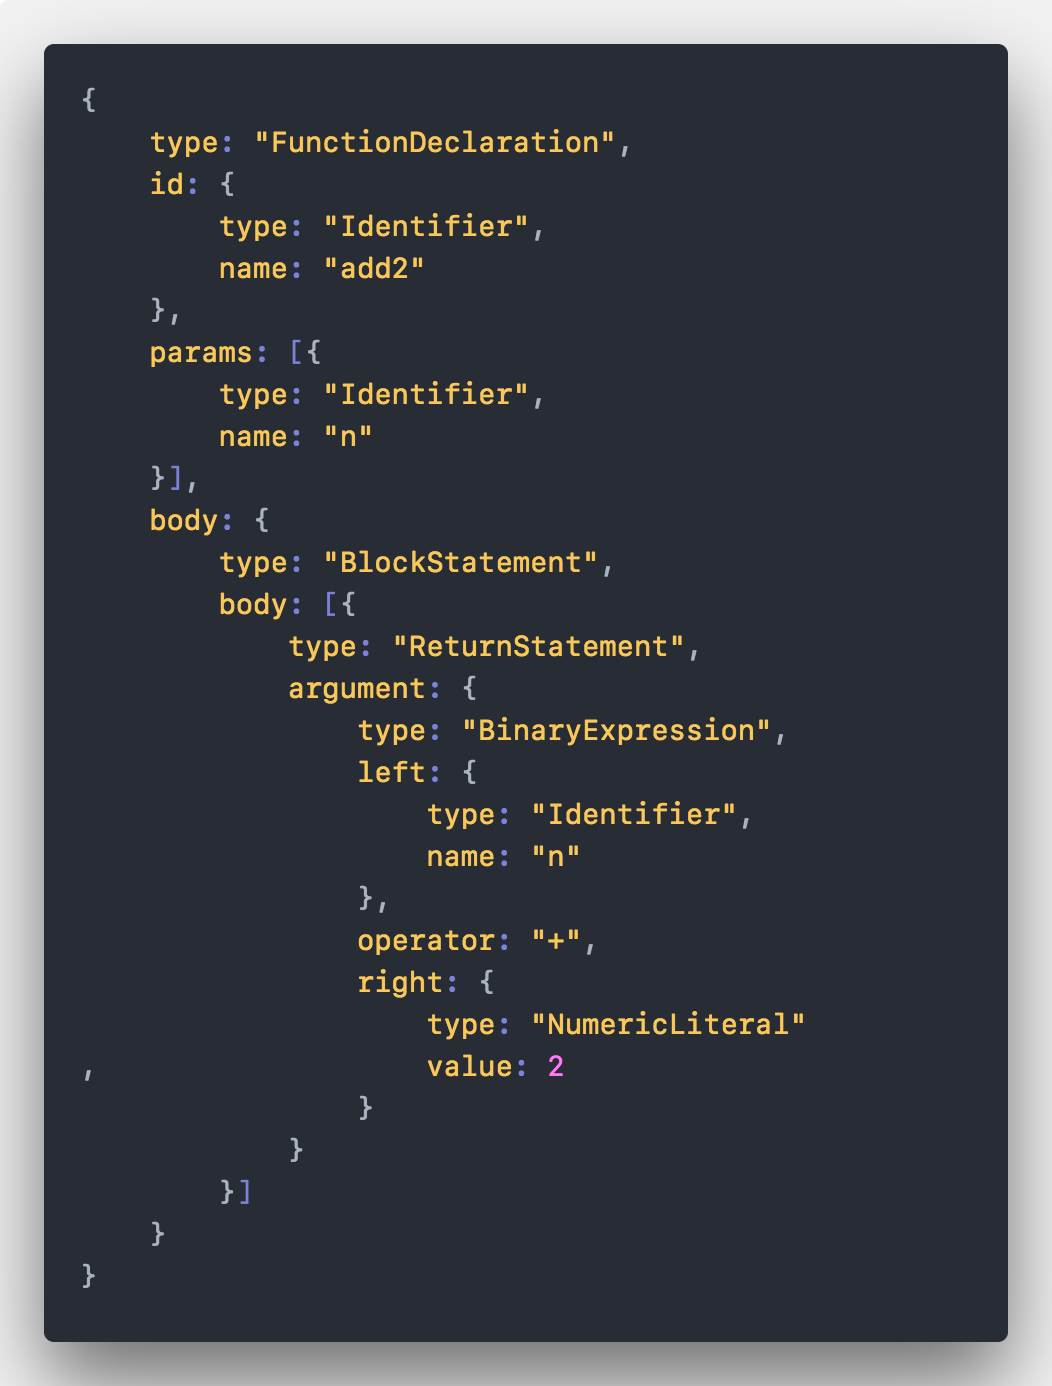 {
    type: "FunctionDeclaration",
    id: {
        type: "Identifier",
        name: "add2"
    },
    params: [{
        type: "Identifier",
        name: "n"
    }],
    body: {
        type: "BlockStatement",
        body: [{
            type: "ReturnStatement",
            argument: {
                type: "BinaryExpression",
                left: {
                    type: "Identifier",
                    name: "n"
                },
                operator: "+",
                right: {
                    type: "NumericLiteral"
,                   value: 2
                }
            }
        }]
    }
}